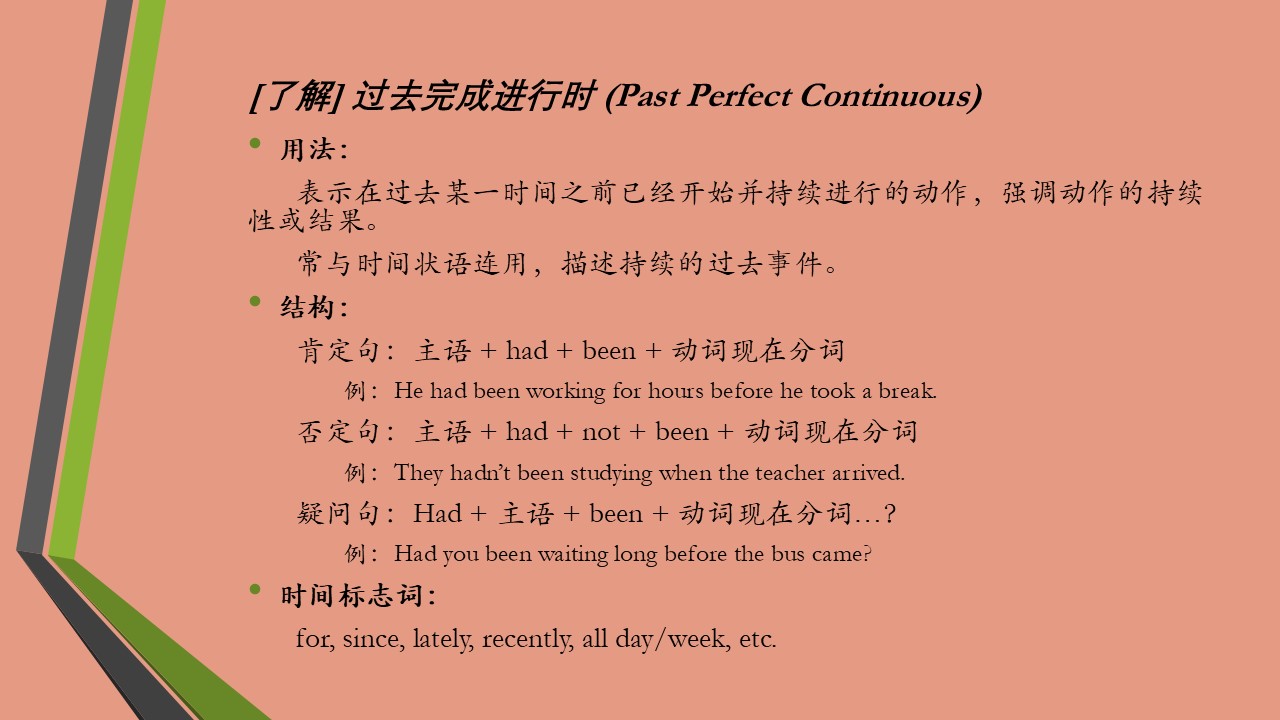 [了解] 过去完成进行时 (Past Perfect Continuous)
• 用法：
表示在过去某一时间之前已经开始并持续进行的动作，强调动作的持续
性或结果。
常与时间状语连用，描述持续的过去事件。
• 结构：
肯定句：主语 + had + been + 动词现在分词
例：He had been working for hours before he took a break.
否定句：主语 + had + not + been + 动词现在分词
例：They hadn’t been studying when the teacher arrived.
疑问句：Had + 主语 + been + 动词现在分词…?
例：Had you been waiting long before the bus came?
• 时间标志词：
for, since, lately, recently, all day/week, etc.